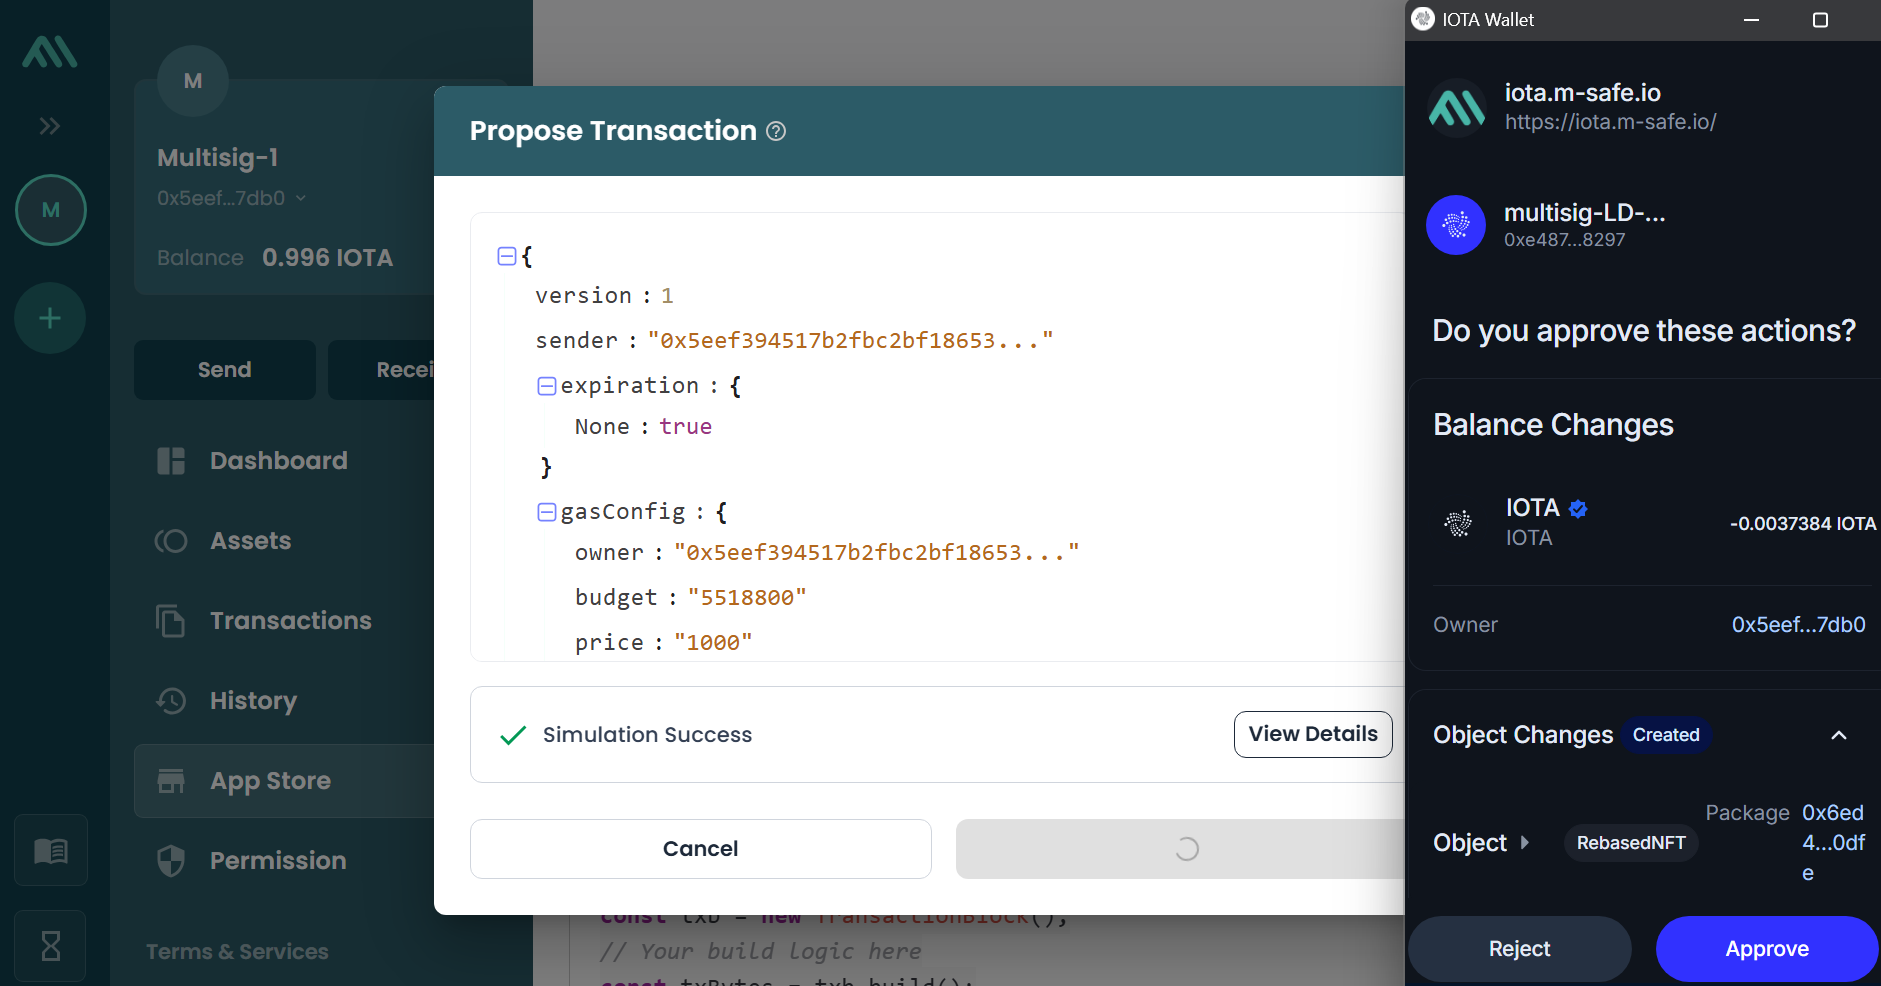 M
M
Multisig-1
0x5eef...7db0
Balance 0.996 IOTA
Send
Recei
Dashboard
Assets
Transactions
History
App Store
Permission
Terms & Services
Propose Transaction
{
version : 1
sender : "0x5eef394517b2fbc2bf18653..."
expiration : {
None : true
}
gasConfig : {
owner : "0x5eef394517b2fbc2bf18653..."
budget : "5518800"
price : "1000"
Simulation Success
View Details
Cancel
const txb = new TransactionBlock();
// Your build logic here
const txBytes = txb.build();
IOTA Wallet
iota.m-safe.io
https://iota.m-safe.io/
multisig-LD-...
0xe487...8297
Do you approve these actions?
Balance Changes
IOTA
IOTA
-0.0037384 IOTA
Owner 0x5eef...7db0
Object Changes Created
Object RebasedNFT Package 0x6ed
4...0df
e
Reject
Approve